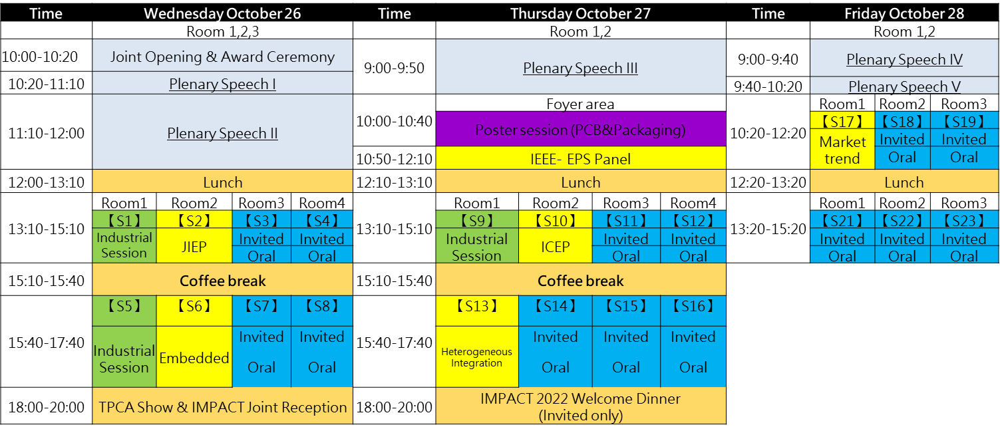 Time Wednesday October 26 Time Thursday October 27 Time Friday October 28
Room 1,2,3 Room 1,2 Room 1,2
10:00-10:20 Joint Opening & Award Ceremony
10:20-11:10 Plenary Speech I
9:00-9:50 Plenary Speech III
9:00-9:40 Plenary Speech IV
9:40-10:20 Plenary Speech V
11:10-12:00 Plenary Speech II
Foyer area
10:00-10:40 Poster session (PCB&Packaging)
10:50-12:10 IEEE- EPS Panel
10:20-12:20
Room1 Room2 Room3
【S17】 【S18】 【S19】
Market trend
Invited Invited
Oral Oral
12:00-13:10 Lunch 12:10-13:10 Lunch 12:20-13:20 Lunch
13:10-15:10
Room1 Room2 Room3 Room4
【S1】 【S2】 【S3】 【S4】
Industrial Session
JIEP
Invited Invited
Oral Oral
13:10-15:10
Room1 Room2 Room3 Room4
【S9】 【S10】 【S11】 【S12】
Industrial Session
ICEP
Invited Invited
Oral Oral
13:20-15:20
Room1 Room2 Room3
【S21】 【S22】 【S23】
Invited Invited Invited
Oral Oral Oral
15:10-15:40 Coffee break 15:10-15:40 Coffee break
15:40-17:40
【S5】 【S6】 【S7】 【S8】
Industrial Session
Embedded
Invited Invited
Oral Oral
15:40-17:40
【S13】 【S14】 【S15】 【S16】
Heterogeneous Integration
Invited Invited Invited
Oral Oral Oral
18:00-20:00 TPCA Show & IMPACT Joint Reception
18:00-20:00 IMPACT 2022 Welcome Dinner
(Invited only)